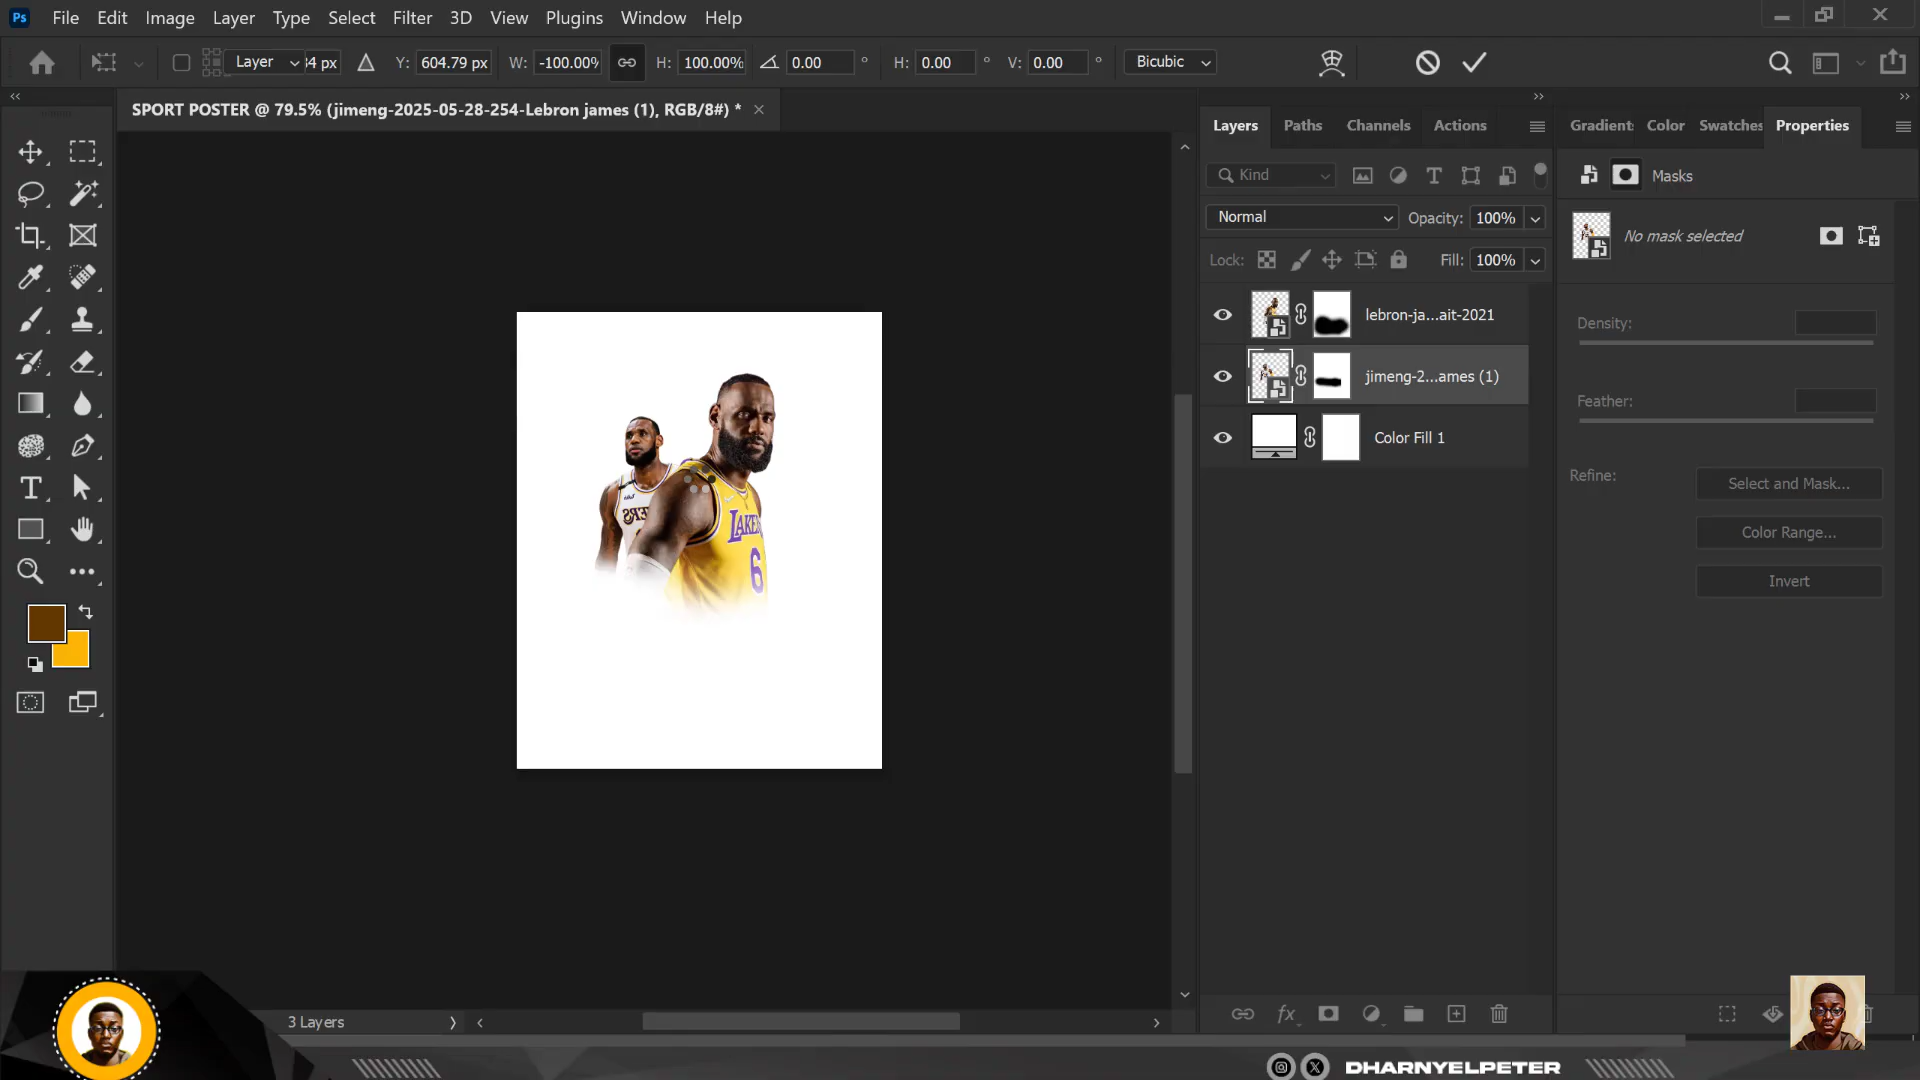 Ps File Edit Image Layer Type Select Filter 3D View Plugins Window Help
Layer 4 px Y: 604.79 px W: -100.00% H: 100.00% 0.00 ° H: 0.00 ° V: 0.00 ° Bicubic
SPORT POSTER @ 79.5% (jimeng-2025-05-28-254-Lebron james (1), RGB/8#) *
Layers Paths Channels Actions
Gradient Color Swatches Properties
Kind
Masks
Normal Opacity: 100%
No mask selected
Lock: Fill: 100%
lebron-ja...ait-2021
Density:
jimeng-2...ames (1)
Feather:
Color Fill 1
Refine: Select and Mask...
Color Range...
Invert
LAKE
6
3 Layers
DHARNYELPETER